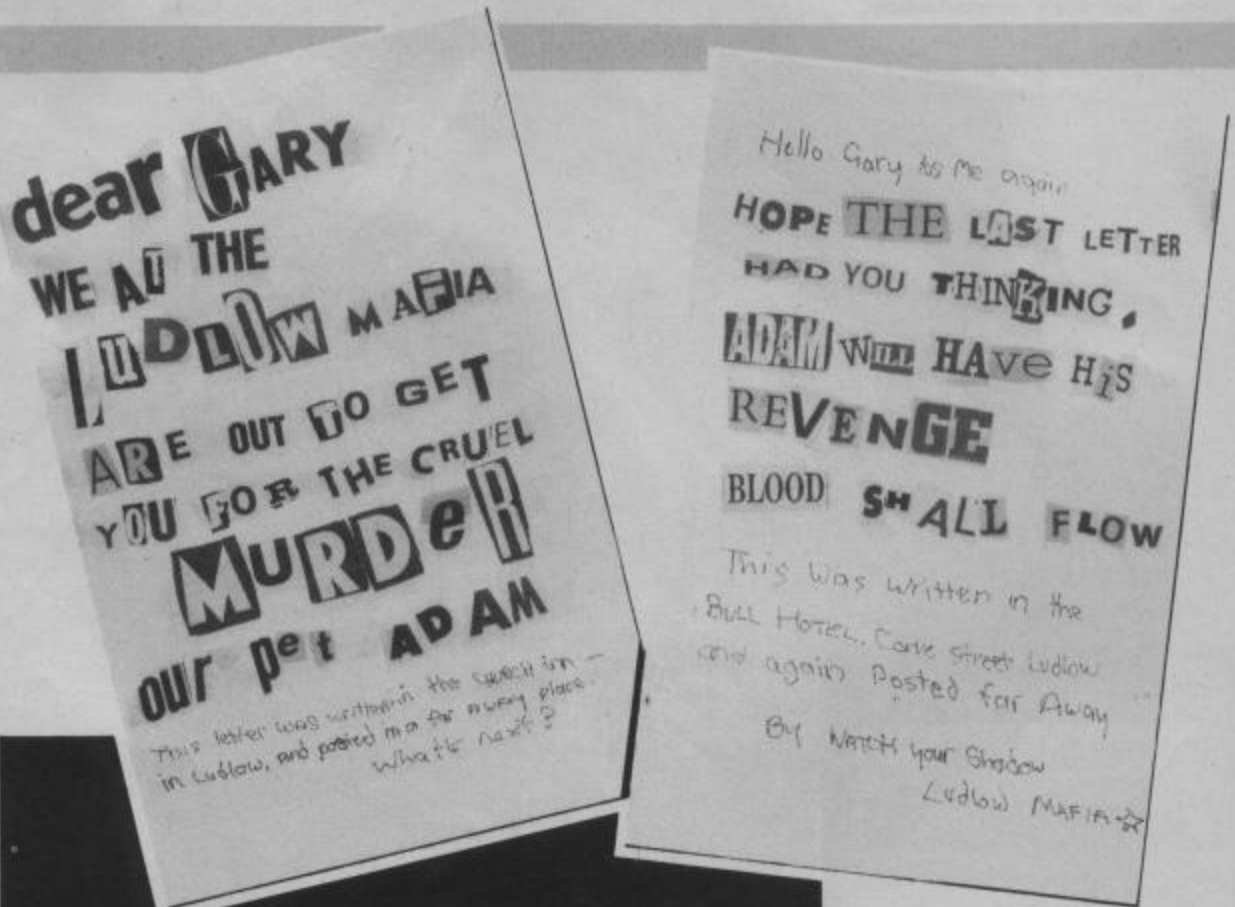 dear GARY
WE AU THE
LUDLOW MAFIA
ARE OUT TO GET
YOU FOR THE CRUEL
MURDeR
our pet ADAM
This letter was written in the CHURCH inn –
in Ludlow, and posted in a far away place.
What's next?
Hello Gary its Me again
HOPE THE LAST LETTER
HAD YOU THINKING,
ADAM WILL HAve HiS
REVENGE
BLOOD SHALL FLOW
This was written in the
BULL HOTEL. Corve Street Ludlow
and again Posted far Away
By WATCH your Shadow
Ludlow MAFIA ☆